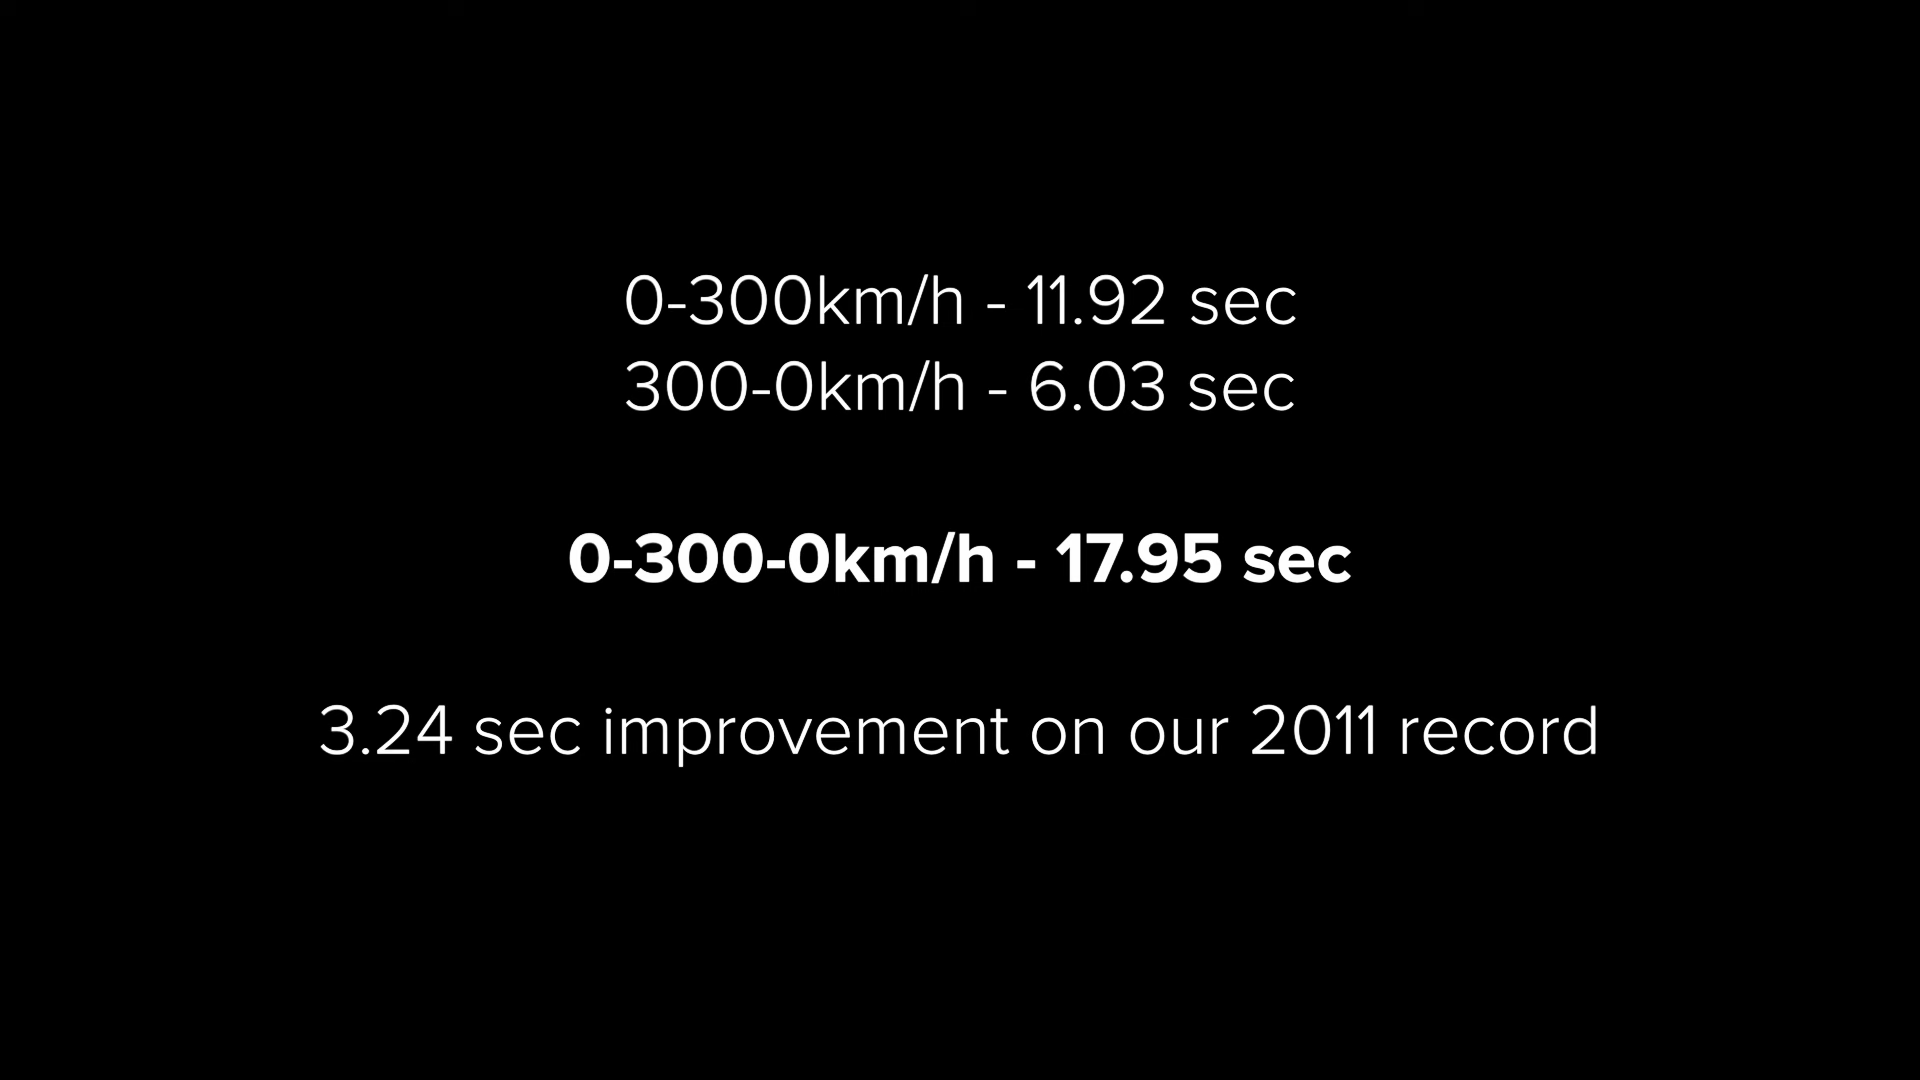 0-300km/h - 11.92 sec
300-0km/h - 6.03 sec
0-300-0km/h - 17.95 sec
3.24 sec improvement on our 2011 record